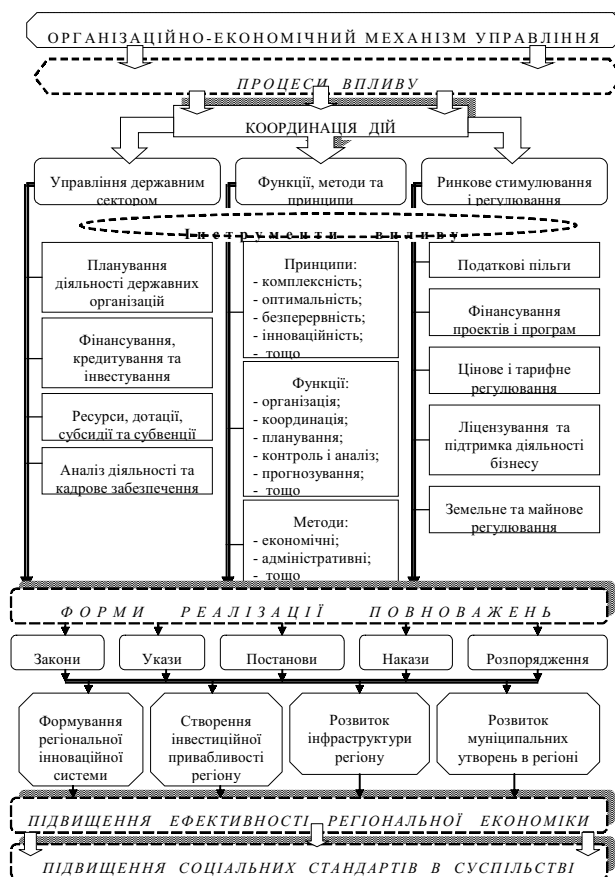 ОРГАНІЗАЦІЙНО-ЕКОНОМІЧНИЙ МЕХАНІЗМ УПРАВЛІННЯ
ПРОЦЕСИ ВПЛИВУ
КООРДИНАЦІЯ ДІЙ
Управління державним
сектором
Функції, методи та
принципи
Ринкове стимулювання
і регулювання
Інструменти впливу
Планування
діяльності державних
організацій
Фінансування,
кредитування та
інвестування
Ресурси, дотації,
субсидії та субвенції
Аналіз діяльності та
кадрове забезпечення
Принципи:
- комплексність;
- оптимальність;
- безперервність;
- інноваційність;
- тощо
Функції:
- організація;
- координація;
- планування;
- контроль і аналіз;
- прогнозування;
- тощо
Методи:
- економічні;
- адміністративні;
- тощо
Податкові пільги
Фінансування
проектів і програм
Цінове і тарифне
регулювання
Ліцензування та
підтримка діяльності
бізнесу
Земельне та майнове
регулювання
ФОРМИ РЕАЛІЗАЦІЇ ПОВНОВАЖЕНЬ
Закони
Укази
Постанови
Накази
Розпорядження
Формування
регіональної
інноваційної
системи
Створення
інвестиційної
привабливості
регіону
Розвиток
інфраструктури
регіону
Розвиток
муніципальних
утворень в регіоні
ПІДВИЩЕННЯ ЕФЕКТИВНОСТІ РЕГІОНАЛЬНОЇ ЕКОНОМІКИ
ПІДВИЩЕННЯ СОЦІАЛЬНИХ СТАНДАРТІВ В СУСПІЛЬСТВІ